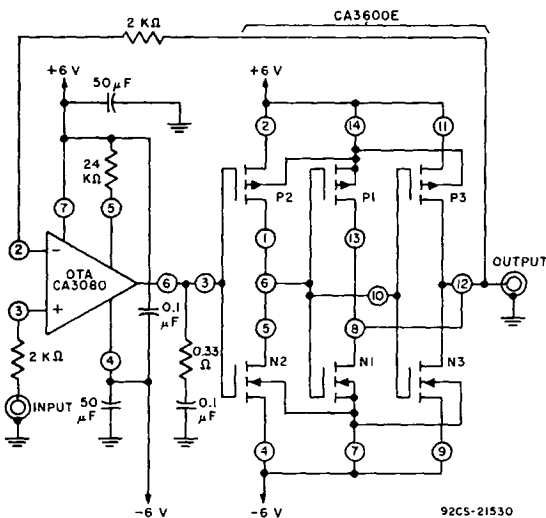 CA3600E
2 KΩ
+6 V
50 μF
+6 V
24 KΩ
2
14
11
7
5
P2
P1
P3
1
13
2
−
OTA
CA3080
+
3
6
3
6
10
12
OUTPUT
0.1 μF
5
8
4
0.33 Ω
N2
N1
N3
2 KΩ
INPUT
50 μF
0.1 μF
4
7
9
−6 V
−6 V
92CS-21530